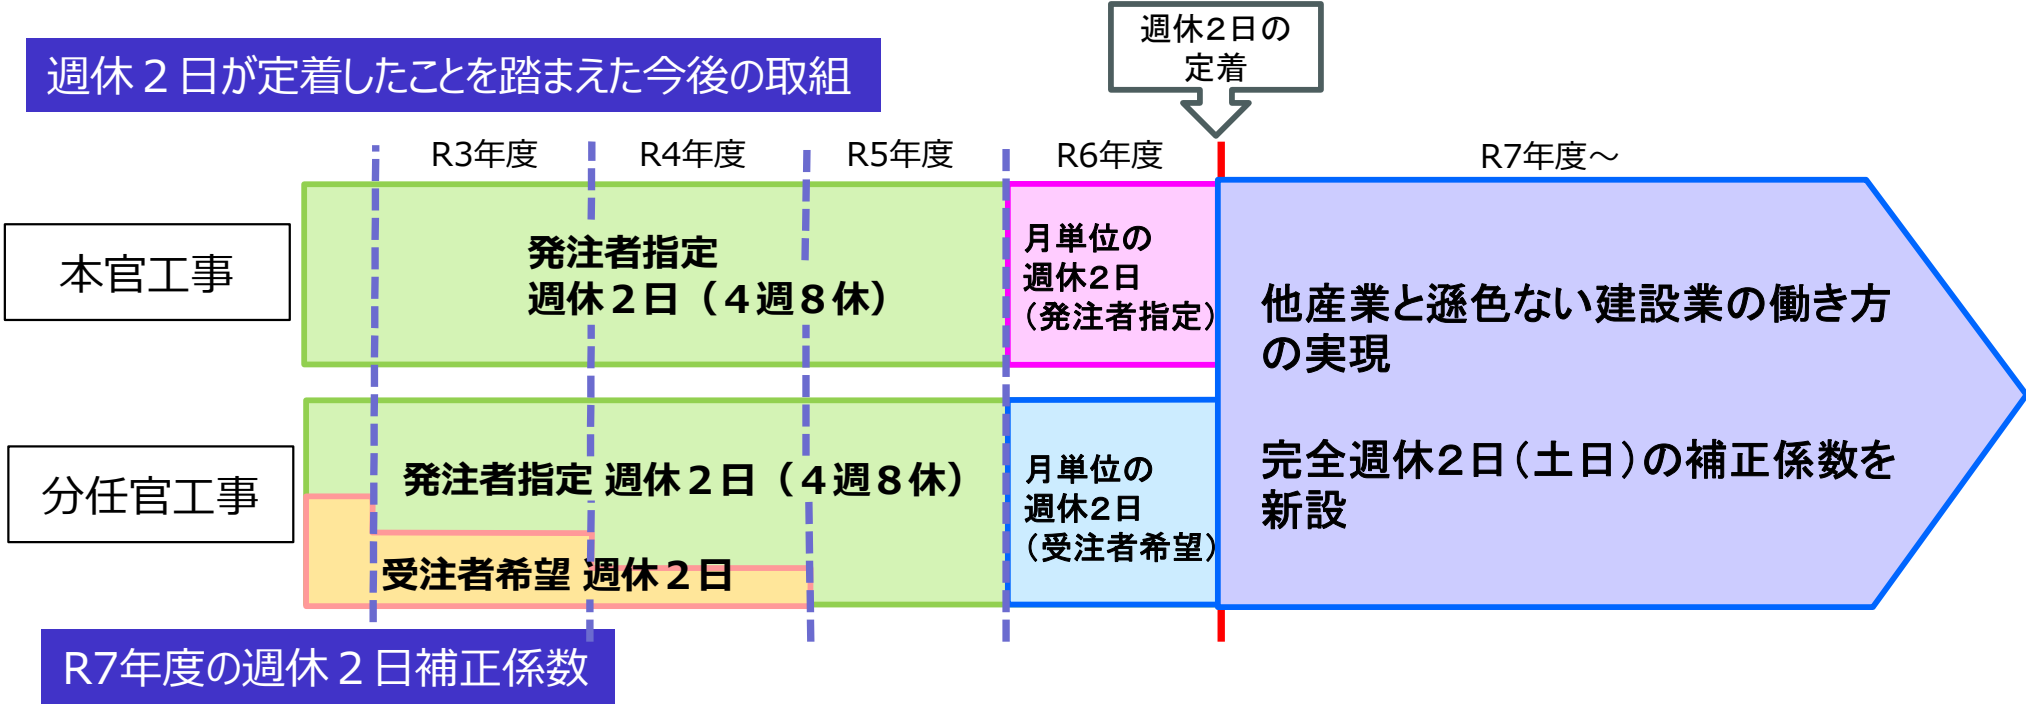 週休２日の
定着
週休２日が定着したことを踏まえた今後の取組
R3年度
R4年度
R5年度
R6年度
R7年度～
本官工事
発注者指定
週休２日（４週８休）
月単位の
週休2日
（発注者指定）
他産業と遜色ない建設業の働き方
の実現
完全週休2日（土日）の補正係数を
新設
分任官工事
発注者指定 週休２日（４週８休）
受注者希望 週休２日
月単位の
週休2日
（受注者希望）
R7年度の週休２日補正係数